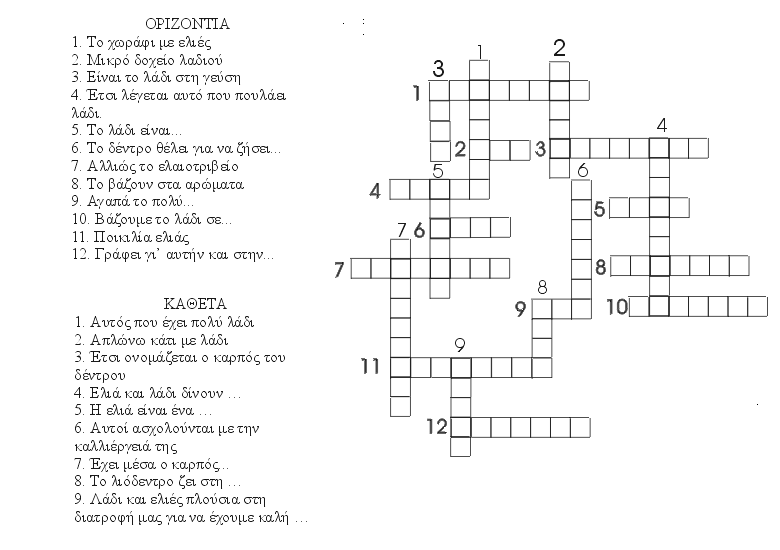 ΟΡΙΖΟΝΤΙΑ
1. Το χωράφι με ελιές
2. Μικρό δοχείο λαδιού
3. Είναι το λάδι στη γεύση
4. Έτσι λέγεται αυτό που πουλάει
λάδι.
5. Το λάδι είναι...
6. Το δέντρο θέλει για να ζήσει...
7. Αλλιώς το ελαιοτριβείο
8. Το βάζουν στα αρώματα
9. Αγαπά το πολύ...
10. Βάζουμε το λάδι σε...
11. Ποικιλία ελιάς
12. Γράφει γι’ αυτήν και στην...
ΚΑΘΕΤΑ
1. Αυτός που έχει πολύ λάδι
2. Απλώνω κάτι με λάδι
3. Έτσι ονομάζεται ο καρπός του
δέντρου
4. Ελιά και λάδι δίνουν …
5. Η ελιά είναι ένα …
6. Αυτοί ασχολούνται με την
καλλιέργειά της
7. Έχει μέσα ο καρπός...
8. Το λιόδεντρο ζει στη …
9. Λάδι και ελιές πλούσια στη
διατροφή μας για να έχουμε καλή …
1 2
3
1
4
2 3
5 6
4
5
7 6
7 8
8
9 10
9
11
12